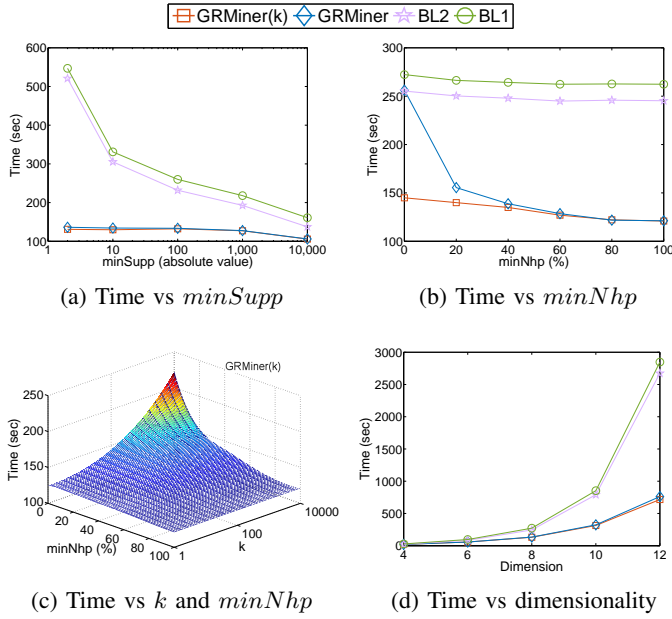 GRMiner(k) GRMiner BL2 BL1
600
500
400
300
200
100
Time (sec)
1 10 100 1,000 10,000
minSupp (absolute value)
(a) Time vs minSupp
300
250
200
150
100
Time (sec)
0 20 40 60 80 100
minNhp (%)
(b) Time vs minNhp
GRMiner(k)
250
200
150
100
Time (sec)
0 20 40 60 80 100
minNhp (%)
1 100 10000
k
(c) Time vs k and minNhp
3000
2500
2000
1500
1000
500
0
Time (sec)
4 6 8 10 12
Dimension
(d) Time vs dimensionality